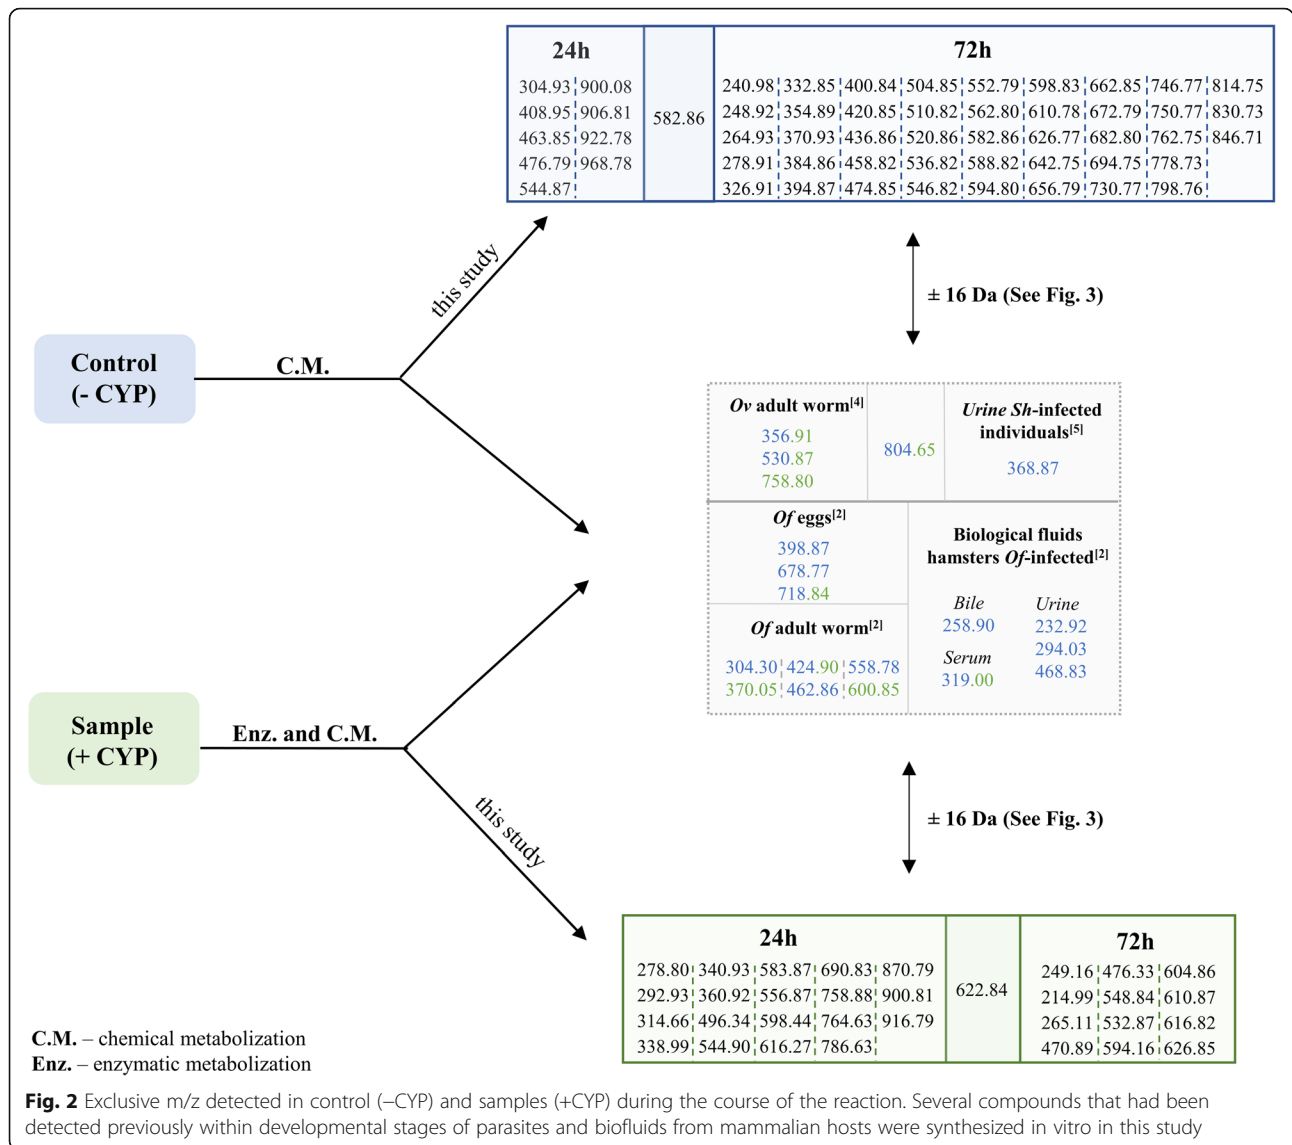 24h
304.93 900.08
408.95 906.81
463.85 922.78
476.79 968.78
544.87
582.86
72h
240.98 332.85 400.84 504.85 552.79 598.83 662.85 746.77 814.75
248.92 354.89 420.85 510.82 562.80 610.78 672.79 750.77 830.73
264.93 370.93 436.86 520.86 582.86 626.77 682.80 762.75 846.71
278.91 384.86 458.82 536.82 588.82 642.75 694.75 778.73
326.91 394.87 474.85 546.82 594.80 656.79 730.77 798.76
this study
± 16 Da (See Fig. 3)
Control
(- CYP)
C.M.
Ov adult worm[4]
356.91
530.87
758.80
804.65
Urine Sh-infected
individuals[5]
368.87
Of eggs[2]
398.87
678.77
718.84
Of adult worm[2]
304.30 424.90 558.78
370.05 462.86 600.85
Biological fluids
hamsters Of-infected[2]
Bile
258.90
Serum
319.00
Urine
232.92
294.03
468.83
Sample
(+ CYP)
Enz. and C.M.
this study
± 16 Da (See Fig. 3)
24h
278.80 340.93 583.87 690.83 870.79
292.93 360.92 556.87 758.88 900.81
314.66 496.34 598.44 764.63 916.79
338.99 544.90 616.27 786.63
622.84
72h
249.16 476.33 604.86
214.99 548.84 610.87
265.11 532.87 616.82
470.89 594.16 626.85
C.M. – chemical metabolization
Enz. – enzymatic metabolization
Fig. 2 Exclusive m/z detected in control (−CYP) and samples (+CYP) during the course of the reaction. Several compounds that had been
detected previously within developmental stages of parasites and biofluids from mammalian hosts were synthesized in vitro in this study